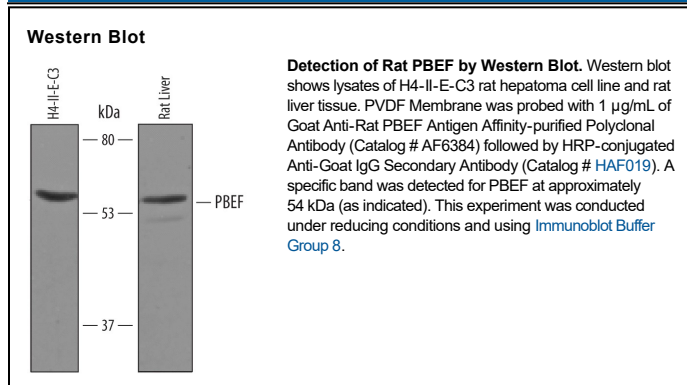 Western Blot
H4-II-E-C3
kDa
Rat Liver
80
53
37
PBEF
Detection of Rat PBEF by Western Blot. Western blot
shows lysates of H4-II-E-C3 rat hepatoma cell line and rat
liver tissue. PVDF Membrane was probed with 1 µg/mL of
Goat Anti-Rat PBEF Antigen Affinity-purified Polyclonal
Antibody (Catalog # AF6384) followed by HRP-conjugated
Anti-Goat IgG Secondary Antibody (Catalog # HAF019). A
specific band was detected for PBEF at approximately
54 kDa (as indicated). This experiment was conducted
under reducing conditions and using Immunoblot Buffer
Group 8.